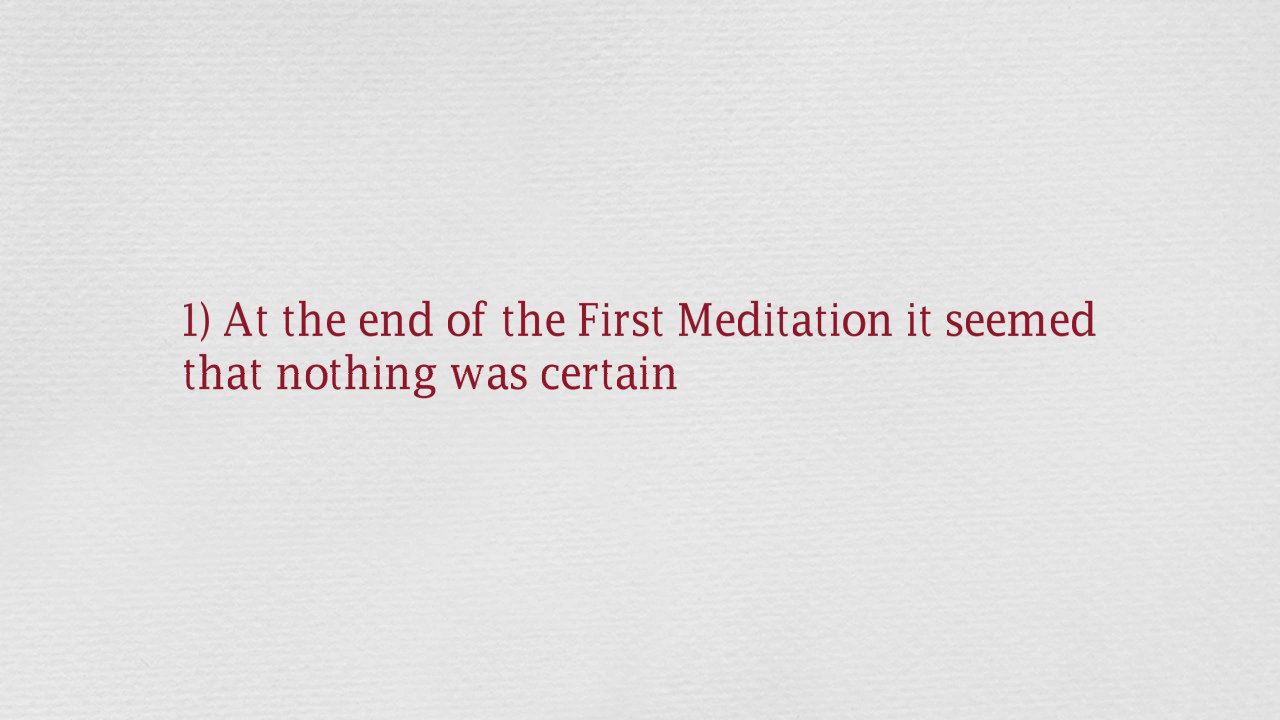 1) At the end of the First Meditation it seemed
that nothing was certain